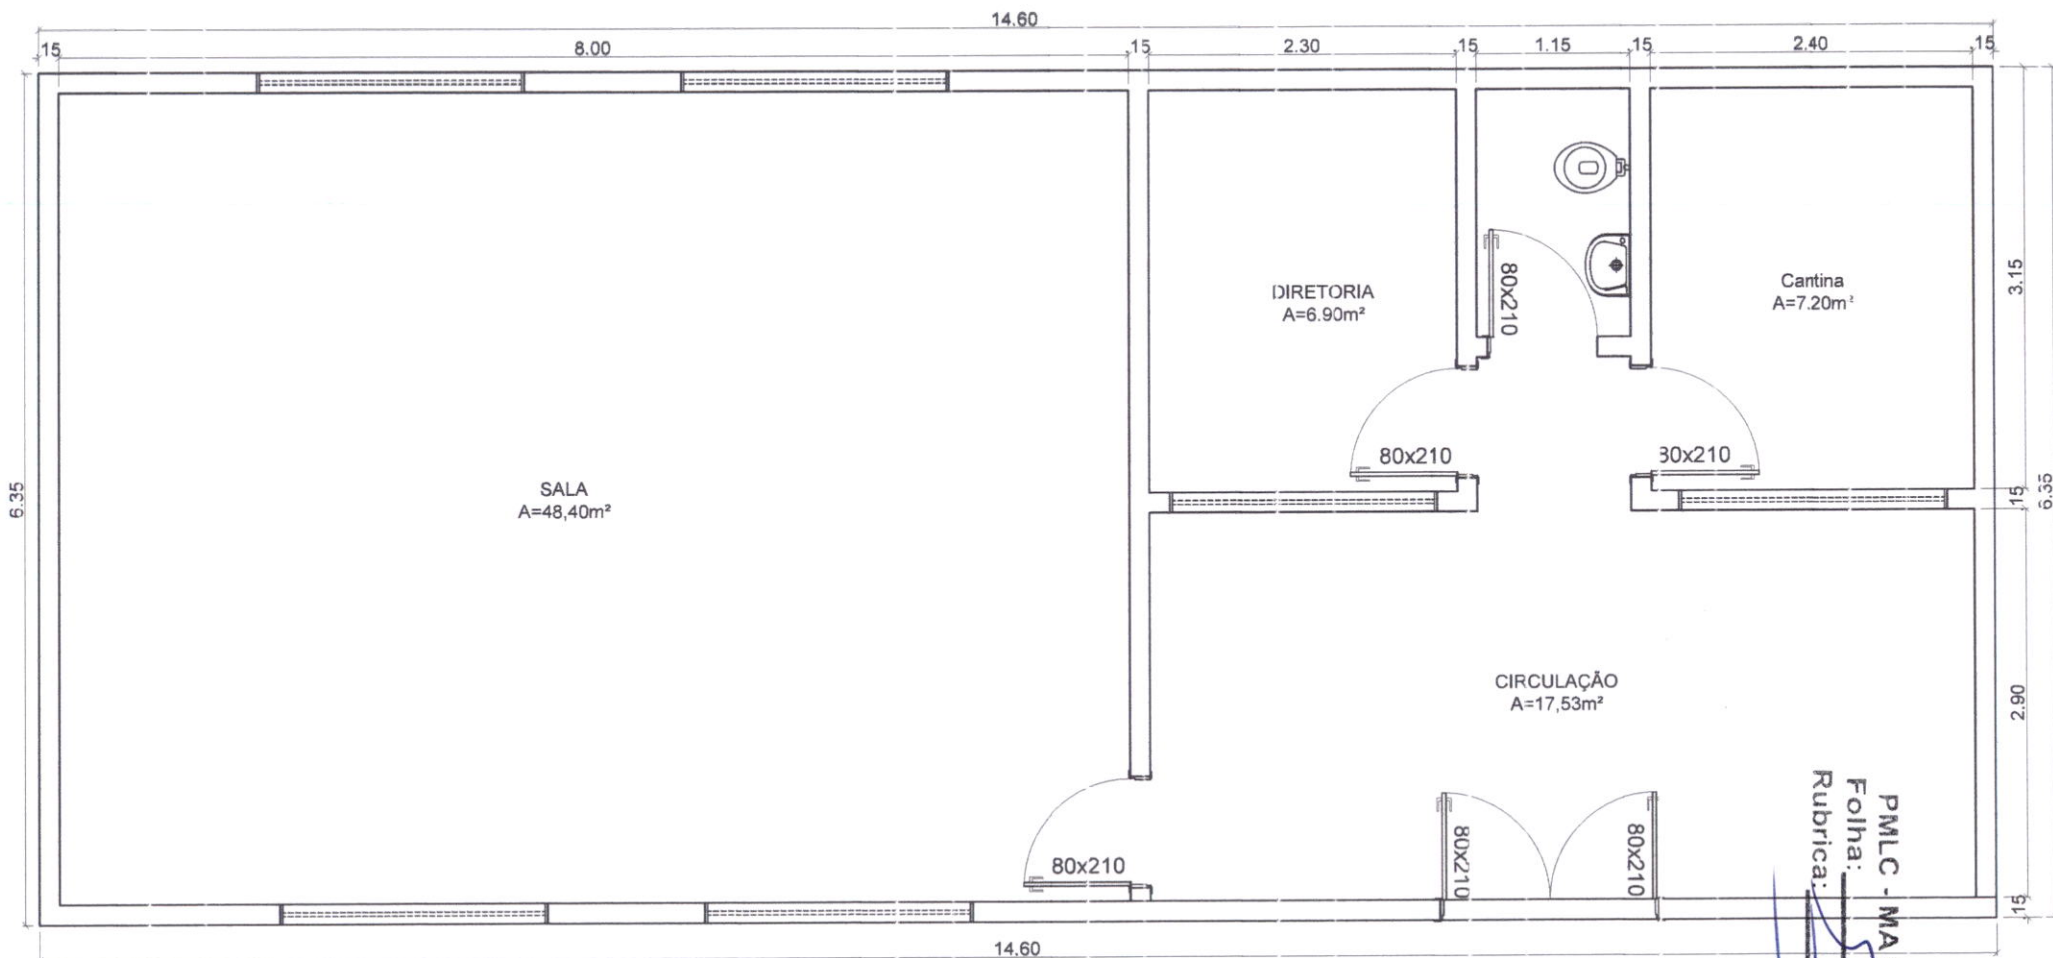 14.60
15
8.00
15
2.30
15
1.15
15
2.40
15
6.35
SALA
A=48,40m²
DIRETORIA
A=6.90m²
80x210
Cantina
A=7.20m²
3.15
80x210
80x210
15
6.35
CIRCULAÇÃO
A=17,53m²
2.90
80x210
80x210
80x210
15
14.60
PMLC - MA
Folha:
Rubrica: